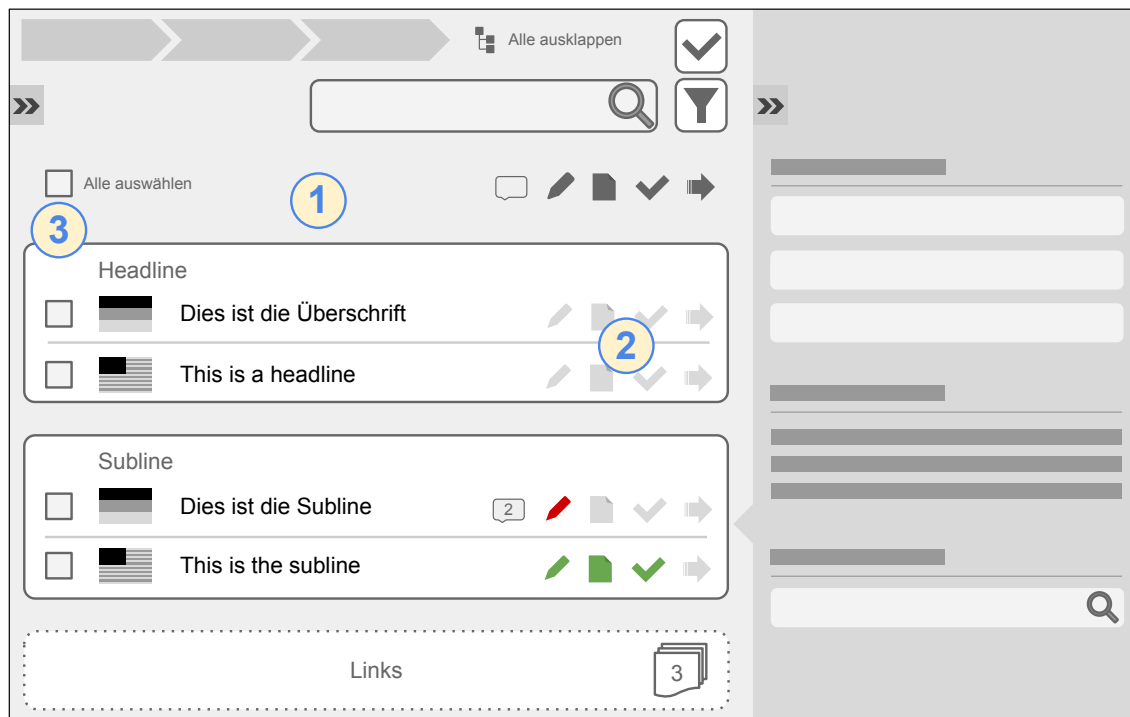 Alle ausklappen
Alle auswählen
1
3
Headline
Dies ist die Überschrift
2
This is a headline
Subline
Dies ist die Subline
2
This is the subline
Links
3